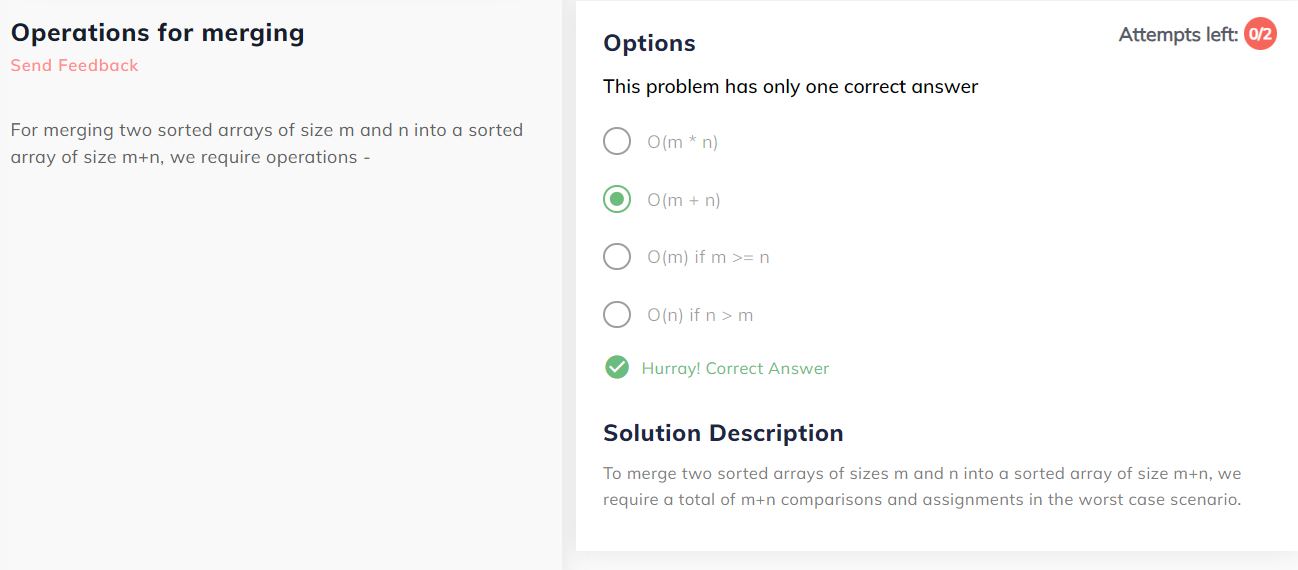 Operations for merging
Send Feedback
For merging two sorted arrays of size m and n into a sorted
array of size m+n, we require operations -
Options
Attempts left: 0/2
This problem has only one correct answer
O(m * n)
O(m + n)
O(m) if m >= n
O(n) if n > m
Hurray! Correct Answer
Solution Description
To merge two sorted arrays of sizes m and n into a sorted array of size m+n, we
require a total of m+n comparisons and assignments in the worst case scenario.